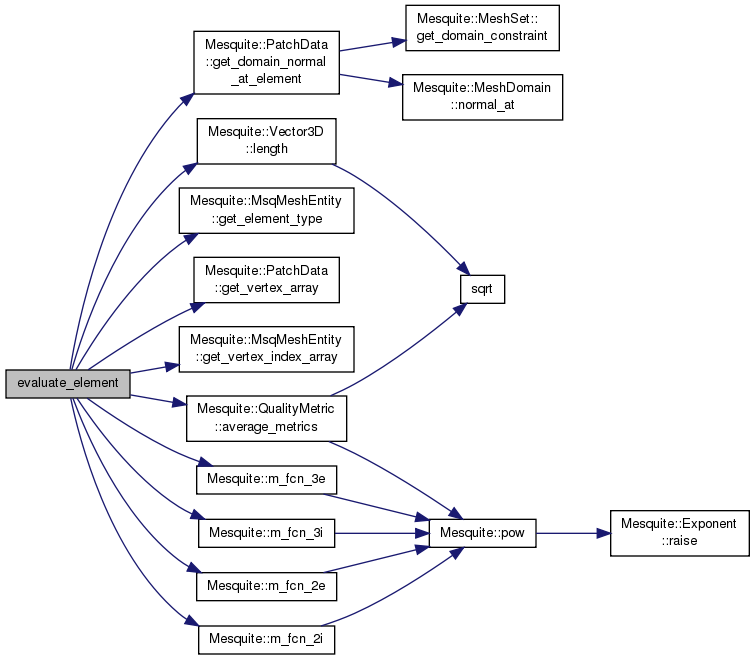 Mesquite::PatchData
::get_domain_normal
_at_element
Mesquite::MeshSet::
get_domain_constraint
Mesquite::MeshDomain
::normal_at
Mesquite::Vector3D
::length
Mesquite::MsqMeshEntity
::get_element_type
Mesquite::PatchData
::get_vertex_array
sqrt
Mesquite::MsqMeshEntity
::get_vertex_index_array
evaluate_element
Mesquite::QualityMetric
::average_metrics
Mesquite::m_fcn_3e
Mesquite::m_fcn_3i
Mesquite::pow
Mesquite::Exponent
::raise
Mesquite::m_fcn_2e
Mesquite::m_fcn_2i